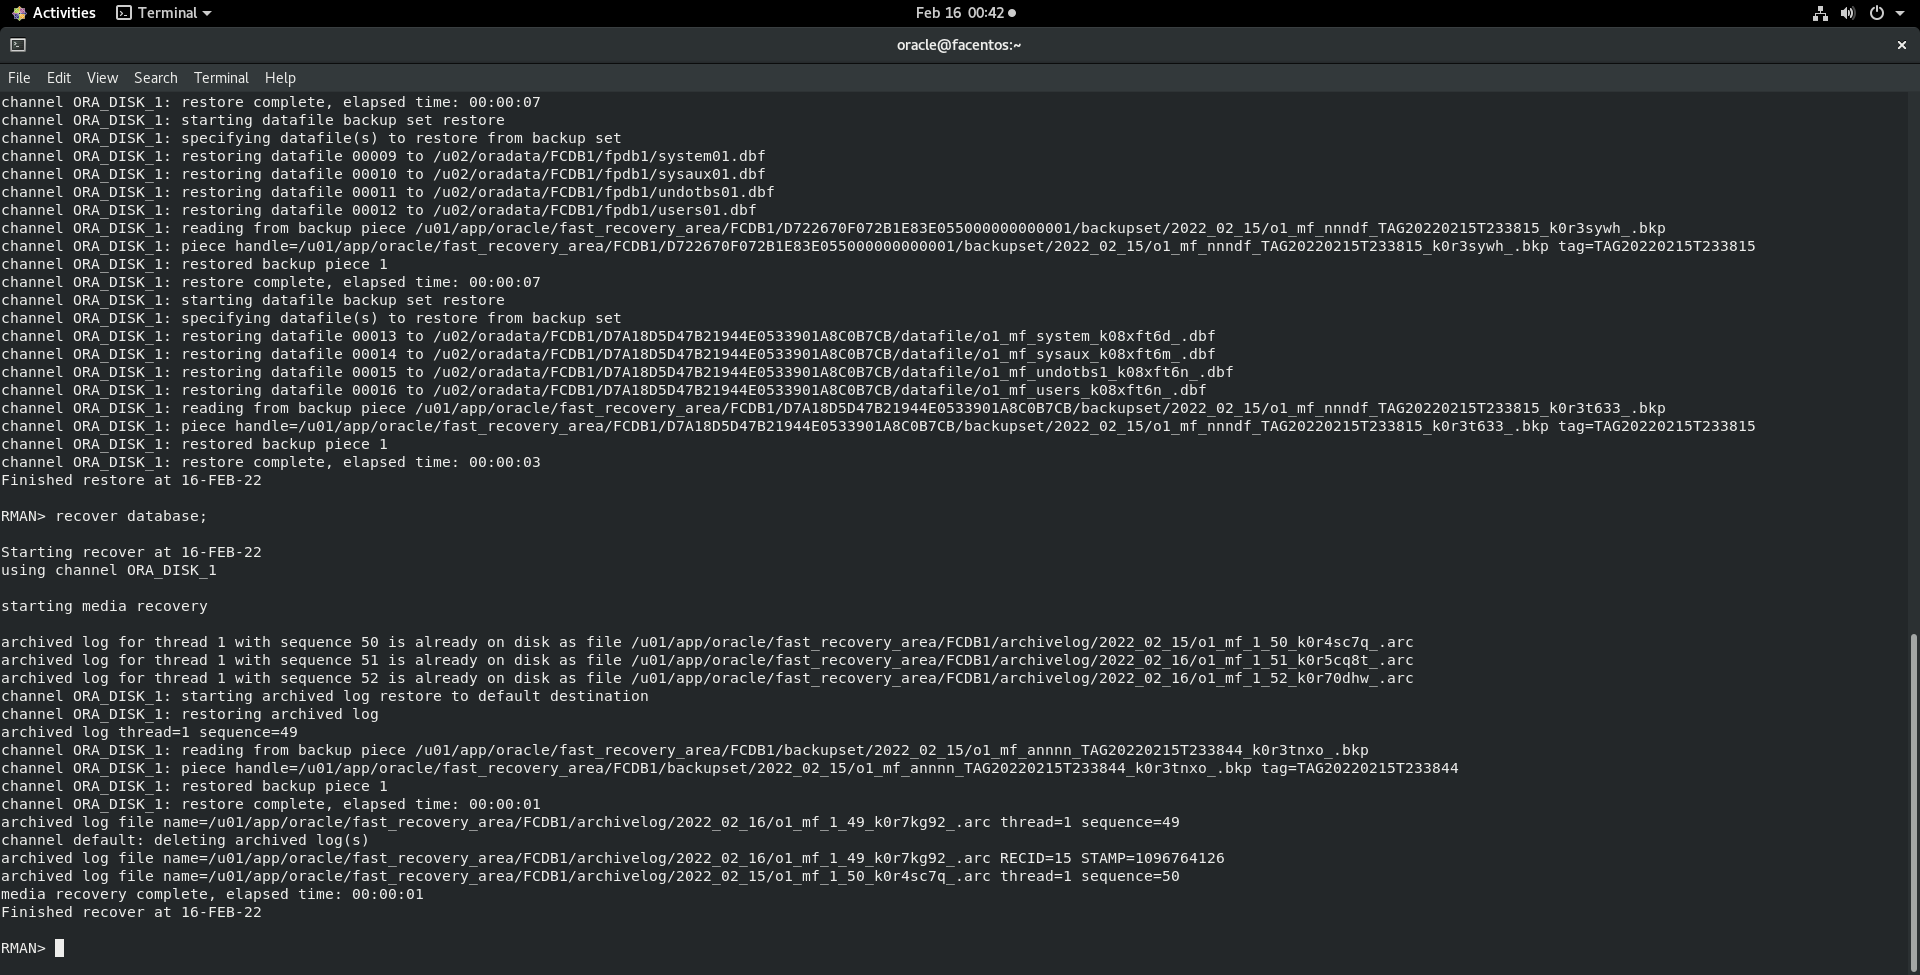 Activities Terminal Feb 16 00:42
oracle@facentos:~
File Edit View Search Terminal Help
channel ORA_DISK_1: restore complete, elapsed time: 00:00:07
channel ORA_DISK_1: starting datafile backup set restore
channel ORA_DISK_1: specifying datafile(s) to restore from backup set
channel ORA_DISK_1: restoring datafile 00009 to /u02/oradata/FCDB1/fpdb1/system01.dbf
channel ORA_DISK_1: restoring datafile 00010 to /u02/oradata/FCDB1/fpdb1/sysaux01.dbf
channel ORA_DISK_1: restoring datafile 00011 to /u02/oradata/FCDB1/fpdb1/undotbs01.dbf
channel ORA_DISK_1: restoring datafile 00012 to /u02/oradata/FCDB1/fpdb1/users01.dbf
channel ORA_DISK_1: reading from backup piece /u01/app/oracle/fast_recovery_area/FCDB1/D722670F072B1E83E055000000000001/backupset/2022_02_15/o1_mf_nnndf_TAG20220215T233815_k0r3sywh_.bkp
channel ORA_DISK_1: piece handle=/u01/app/oracle/fast_recovery_area/FCDB1/D722670F072B1E83E055000000000001/backupset/2022_02_15/o1_mf_nnndf_TAG20220215T233815_k0r3sywh_.bkp tag=TAG20220215T233815
channel ORA_DISK_1: restored backup piece 1
channel ORA_DISK_1: restore complete, elapsed time: 00:00:07
channel ORA_DISK_1: starting datafile backup set restore
channel ORA_DISK_1: specifying datafile(s) to restore from backup set
channel ORA_DISK_1: restoring datafile 00013 to /u02/oradata/FCDB1/D7A18D5D47B21944E0533901A8C0B7CB/datafile/o1_mf_system_k08xft6d_.dbf
channel ORA_DISK_1: restoring datafile 00014 to /u02/oradata/FCDB1/D7A18D5D47B21944E0533901A8C0B7CB/datafile/o1_mf_sysaux_k08xft6m_.dbf
channel ORA_DISK_1: restoring datafile 00015 to /u02/oradata/FCDB1/D7A18D5D47B21944E0533901A8C0B7CB/datafile/o1_mf_undotbs1_k08xft6n_.dbf
channel ORA_DISK_1: restoring datafile 00016 to /u02/oradata/FCDB1/D7A18D5D47B21944E0533901A8C0B7CB/datafile/o1_mf_users_k08xft6n_.dbf
channel ORA_DISK_1: reading from backup piece /u01/app/oracle/fast_recovery_area/FCDB1/D7A18D5D47B21944E0533901A8C0B7CB/backupset/2022_02_15/o1_mf_nnndf_TAG20220215T233815_k0r3t633_.bkp
channel ORA_DISK_1: piece handle=/u01/app/oracle/fast_recovery_area/FCDB1/D7A18D5D47B21944E0533901A8C0B7CB/backupset/2022_02_15/o1_mf_nnndf_TAG20220215T233815_k0r3t633_.bkp tag=TAG20220215T233815
channel ORA_DISK_1: restored backup piece 1
channel ORA_DISK_1: restore complete, elapsed time: 00:00:03
Finished restore at 16-FEB-22
RMAN> recover database;
Starting recover at 16-FEB-22
using channel ORA_DISK_1
starting media recovery
archived log for thread 1 with sequence 50 is already on disk as file /u01/app/oracle/fast_recovery_area/FCDB1/archivelog/2022_02_15/o1_mf_1_50_k0r4sc7q_.arc
archived log for thread 1 with sequence 51 is already on disk as file /u01/app/oracle/fast_recovery_area/FCDB1/archivelog/2022_02_16/o1_mf_1_51_k0r5cq8t_.arc
archived log for thread 1 with sequence 52 is already on disk as file /u01/app/oracle/fast_recovery_area/FCDB1/archivelog/2022_02_16/o1_mf_1_52_k0r70dhw_.arc
channel ORA_DISK_1: starting archived log restore to default destination
channel ORA_DISK_1: restoring archived log
archived log thread=1 sequence=49
channel ORA_DISK_1: reading from backup piece /u01/app/oracle/fast_recovery_area/FCDB1/backupset/2022_02_15/o1_mf_annnn_TAG20220215T233844_k0r3tnxo_.bkp
channel ORA_DISK_1: piece handle=/u01/app/oracle/fast_recovery_area/FCDB1/backupset/2022_02_15/o1_mf_annnn_TAG20220215T233844_k0r3tnxo_.bkp tag=TAG20220215T233844
channel ORA_DISK_1: restored backup piece 1
channel ORA_DISK_1: restore complete, elapsed time: 00:00:01
archived log file name=/u01/app/oracle/fast_recovery_area/FCDB1/archivelog/2022_02_16/o1_mf_1_49_k0r7kg92_.arc thread=1 sequence=49
channel default: deleting archived log(s)
archived log file name=/u01/app/oracle/fast_recovery_area/FCDB1/archivelog/2022_02_16/o1_mf_1_49_k0r7kg92_.arc RECID=15 STAMP=1096764126
archived log file name=/u01/app/oracle/fast_recovery_area/FCDB1/archivelog/2022_02_15/o1_mf_1_50_k0r4sc7q_.arc thread=1 sequence=50
media recovery complete, elapsed time: 00:00:01
Finished recover at 16-FEB-22
RMAN>